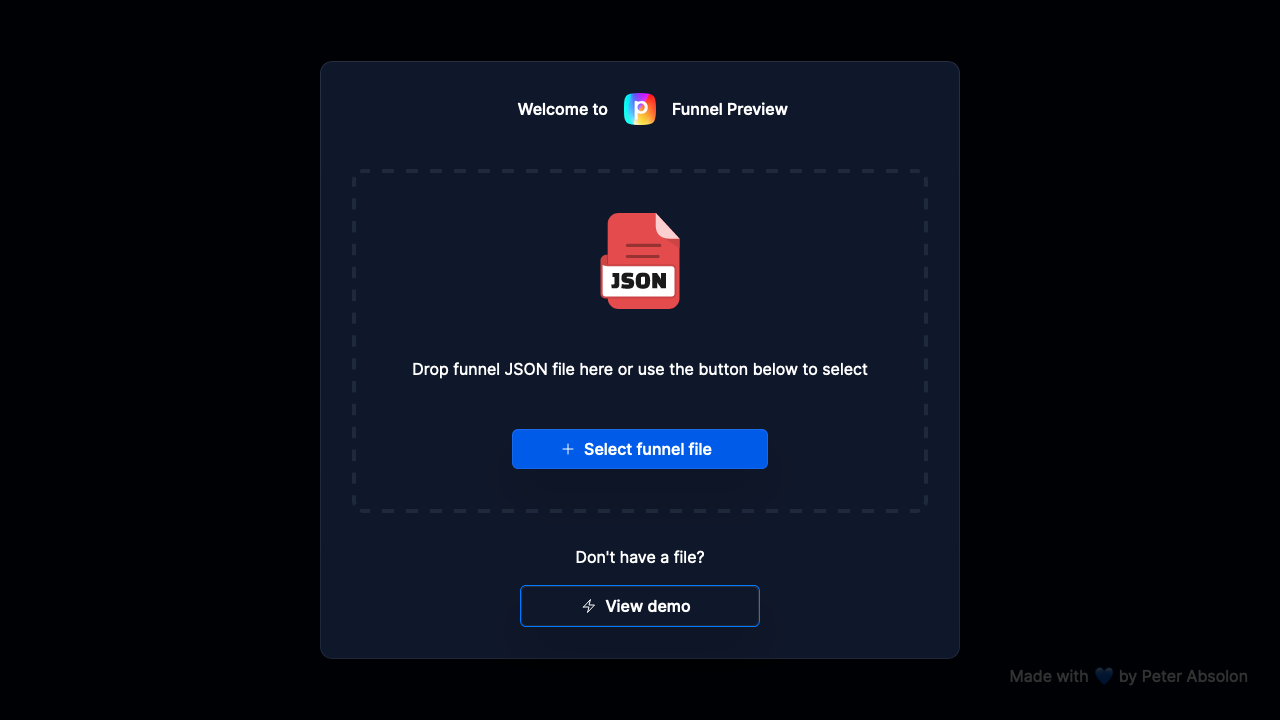 Welcome to p Funnel Preview
JSON
Drop funnel JSON file here or use the button below to select
Select funnel file
Don't have a file?
View demo
Made with 💙 by Peter Absolon